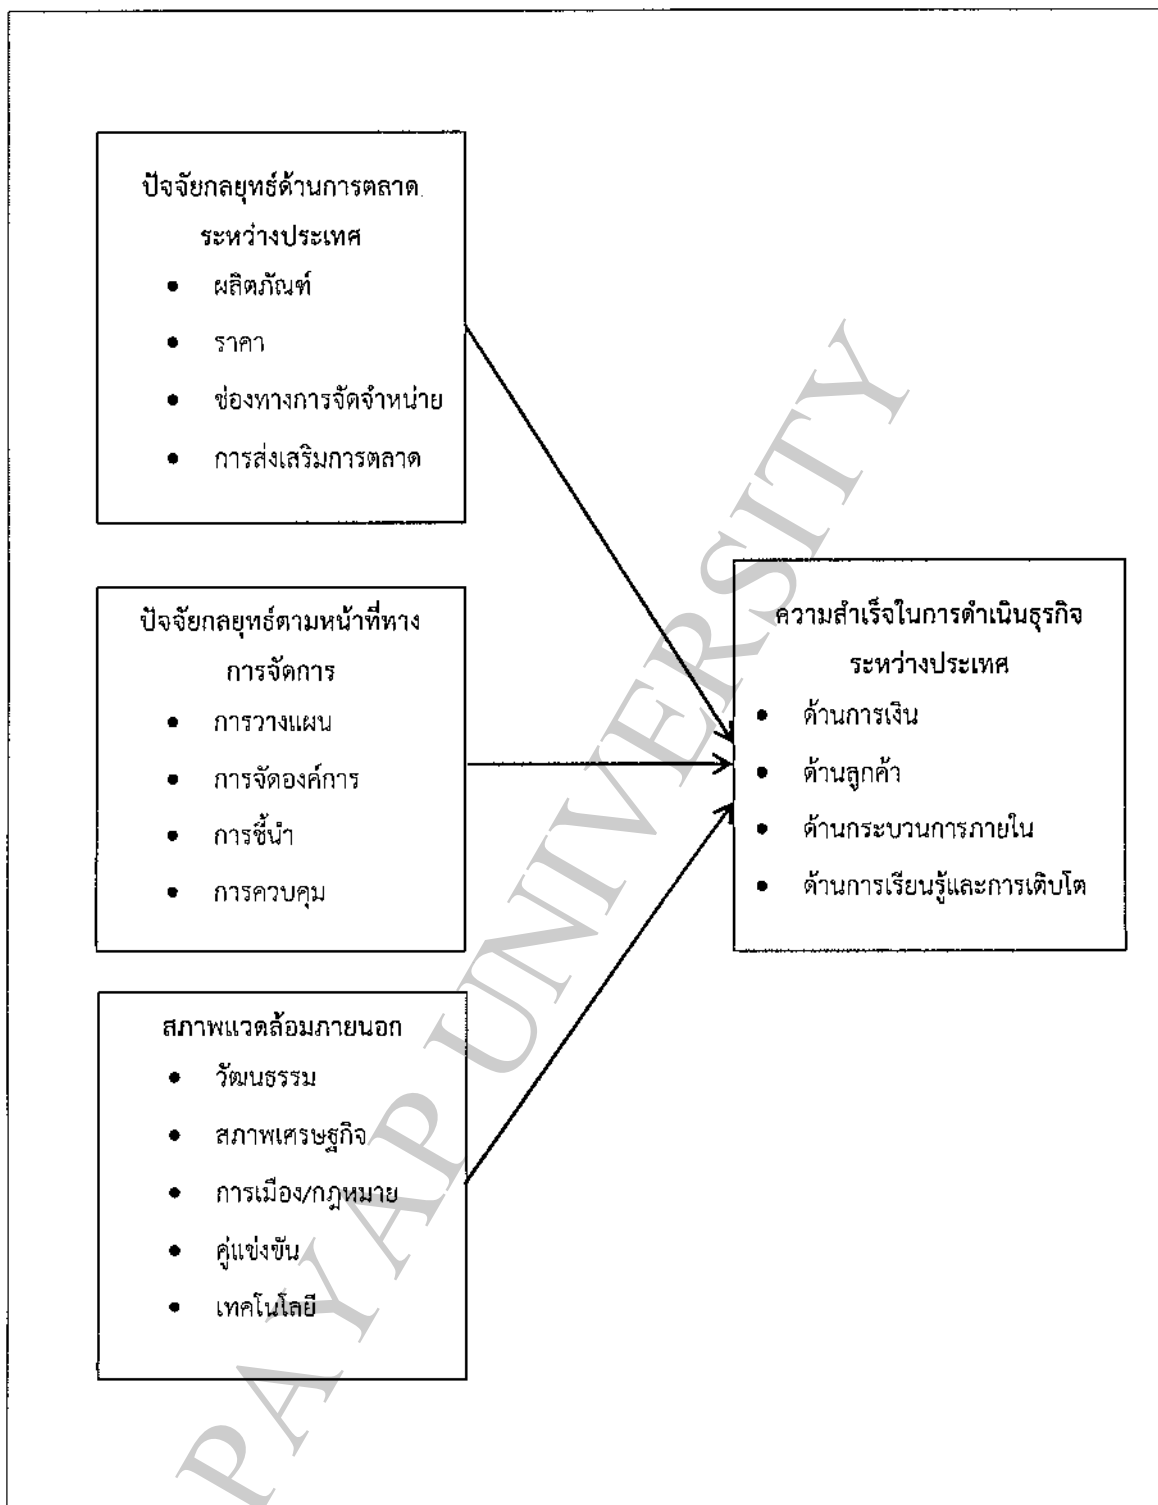 ปัจจัยกลยุทธ์ด้านการตลาด
ระหว่างประเทศ
• ผลิตภัณฑ์
• ราคา
• ช่องทางการจัดจำหน่าย
• การส่งเสริมการตลาด
ปัจจัยกลยุทธ์ตามหน้าที่ทาง
การจัดการ
• การวางแผน
• การจัดองค์การ
• การชี้นำ
• การควบคุม
สภาพแวดล้อมภายนอก
• วัฒนธรรม
• สภาพเศรษฐกิจ
• การเมือง/กฎหมาย
• คู่แข่งขัน
• เทคโนโลยี
ความสำเร็จในการดำเนินธุรกิจ
ระหว่างประเทศ
• ด้านการเงิน
• ด้านลูกค้า
• ด้านกระบวนการภายใน
• ด้านการเรียนรู้และการเติบโต
PAYAP UNIVERSITY